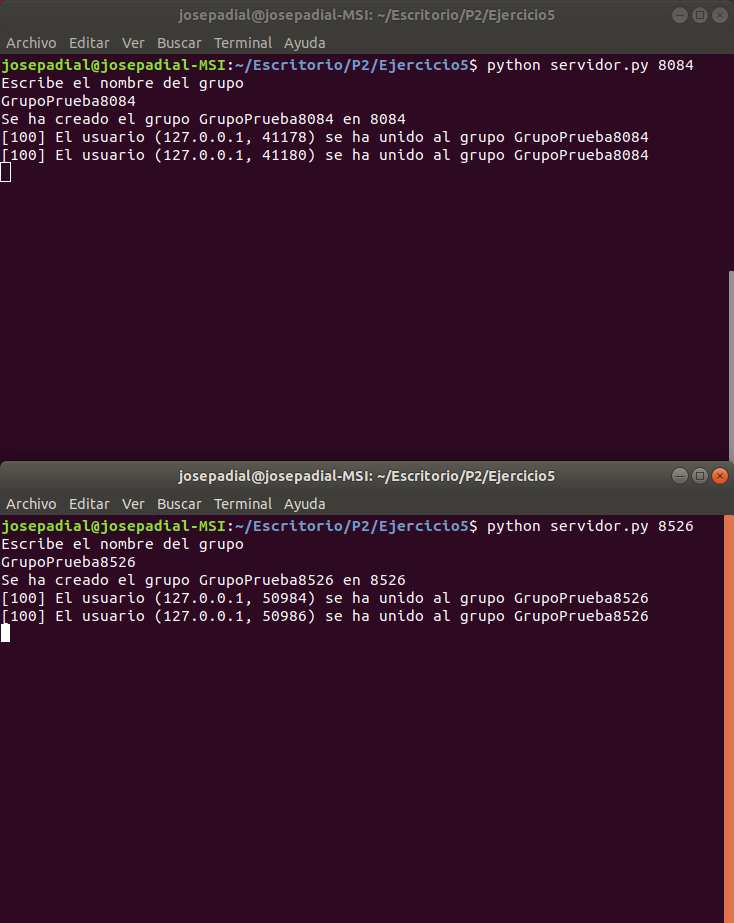 josepadial@josepadial-MSI: ~/Escritorio/P2/Ejercicio5
Archivo Editar Ver Buscar Terminal Ayuda
josepadial@josepadial-MSI:~/Escritorio/P2/Ejercicio5$ python servidor.py 8084
Escribe el nombre del grupo
GrupoPrueba8084
Se ha creado el grupo GrupoPrueba8084 en 8084
[100] El usuario (127.0.0.1, 41178) se ha unido al grupo GrupoPrueba8084
[100] El usuario (127.0.0.1, 41180) se ha unido al grupo GrupoPrueba8084
josepadial@josepadial-MSI: ~/Escritorio/P2/Ejercicio5
Archivo Editar Ver Buscar Terminal Ayuda
josepadial@josepadial-MSI:~/Escritorio/P2/Ejercicio5$ python servidor.py 8526
Escribe el nombre del grupo
GrupoPrueba8526
Se ha creado el grupo GrupoPrueba8526 en 8526
[100] El usuario (127.0.0.1, 50984) se ha unido al grupo GrupoPrueba8526
[100] El usuario (127.0.0.1, 50986) se ha unido al grupo GrupoPrueba8526